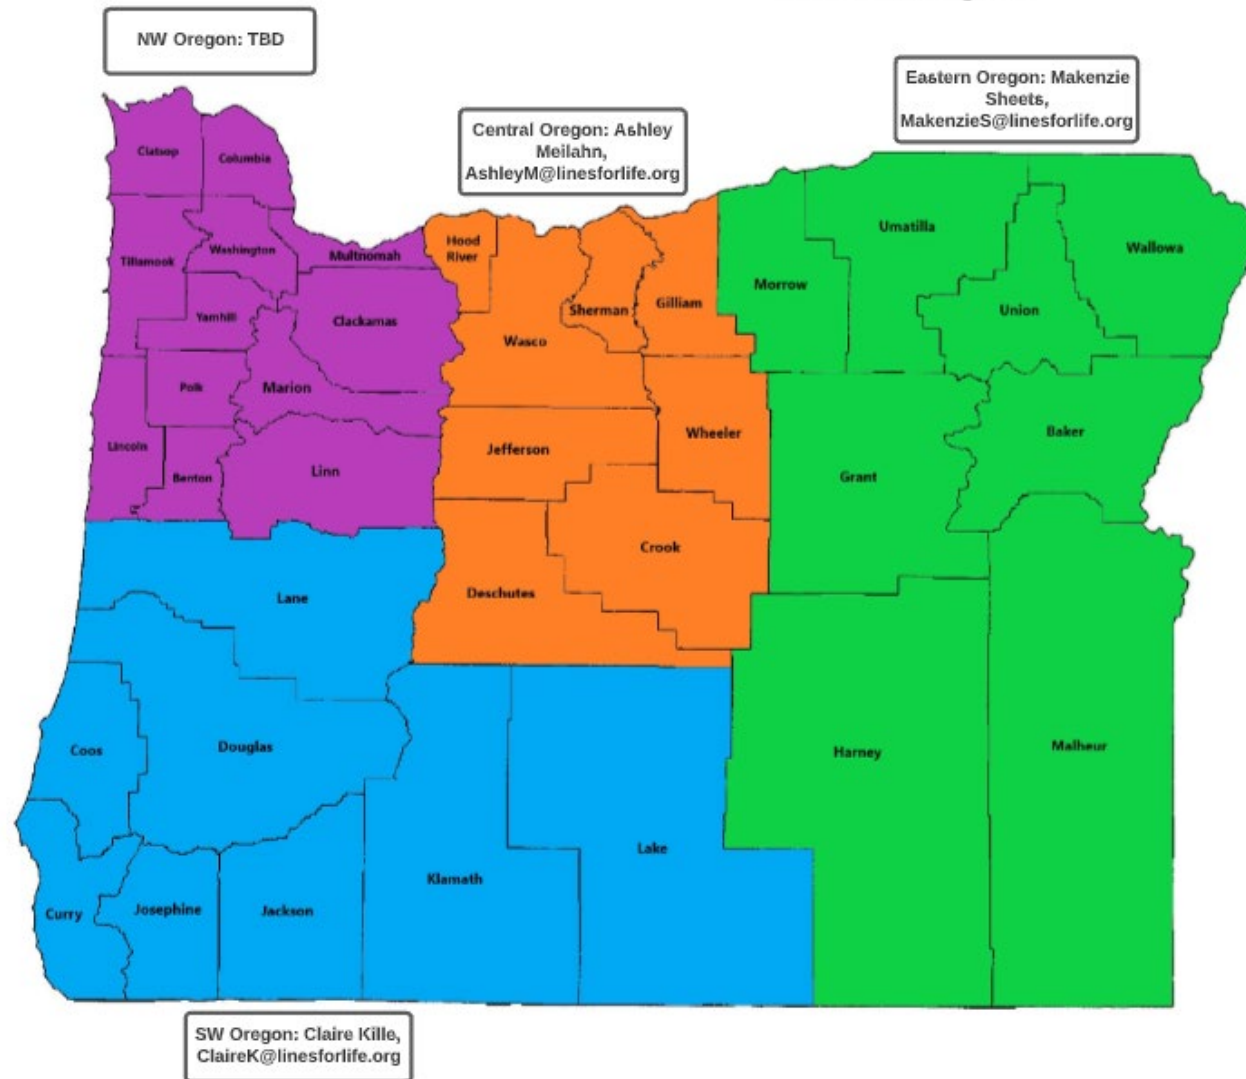 NW Oregon: TBD
Eastern Oregon: Makenzie
Sheets,
MakenzieS@linesforlife.org
Central Oregon: Ashley
Meilahn,
AshleyM@linesforlife.org
Clatsop
Columbia
Tillamook
Washington
Multnomah
Yamhill
Clackamas
Polk
Marion
Lincoln
Benton
Linn
Hood
River
Wasco
Sherman
Gilliam
Jefferson
Wheeler
Crook
Deschutes
Morrow
Umatilla
Union
Wallowa
Grant
Baker
Harney
Malheur
Lane
Coos
Douglas
Curry
Josephine
Jackson
Klamath
Lake
SW Oregon: Claire Kille,
ClaireK@linesforlife.org